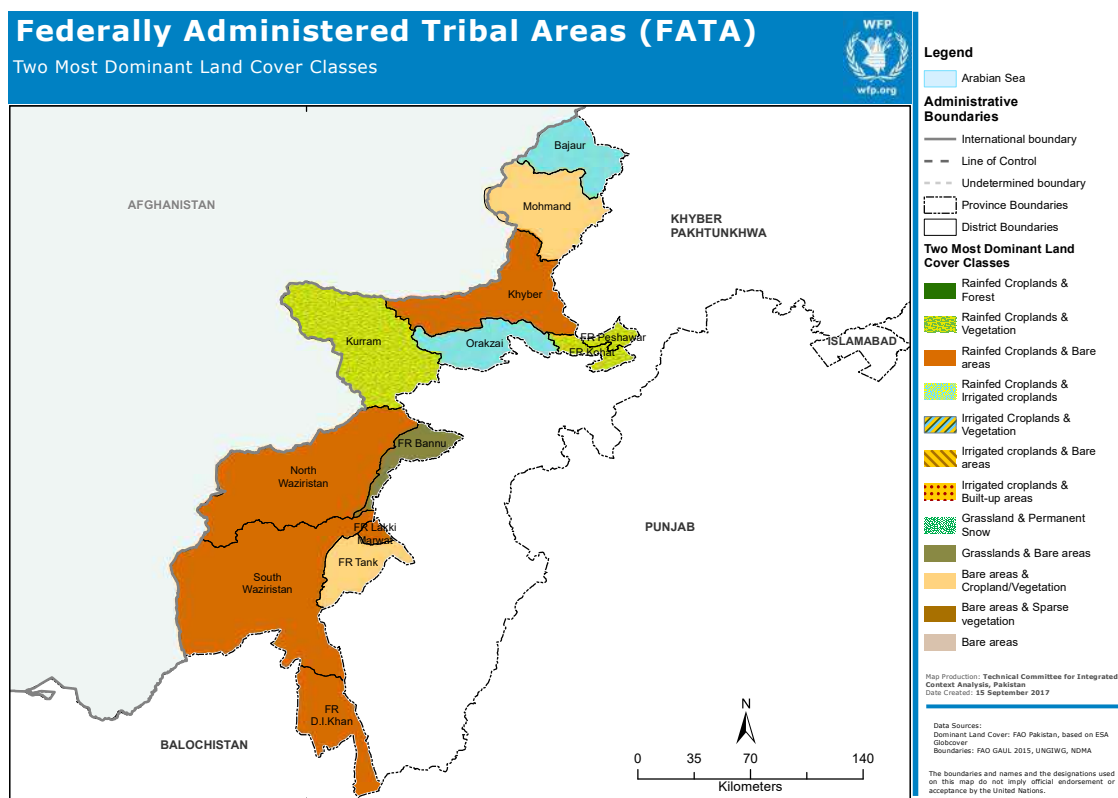 Federally Administered Tribal Areas (FATA)
Two Most Dominant Land Cover Classes
WFP
wfp.org
Bajaur
AFGHANISTAN
Mohmand
KHYBER
PAKHTUNKHWA
Khyber
FR Peshawar
Kurram
Orakzai
FR Kohat
ISLAMABAD
FR Bannu
North
Waziristan
FR Lakki
Marwat
PUNJAB
FR Tank
South
Waziristan
FR
D.I.Khan
BALOCHISTAN
N
0 35 70 140
Kilometers
Legend
Arabian Sea
Administrative
Boundaries
International boundary
Line of Control
Undetermined boundary
Province Boundaries
District Boundaries
Two Most Dominant Land
Cover Classes
Rainfed Croplands &
Forest
Rainfed Croplands &
Vegetation
Rainfed Croplands & Bare
areas
Rainfed Croplands &
Irrigated croplands
Irrigated Croplands &
Vegetation
Irrigated croplands & Bare
areas
Irrigated croplands &
Built-up areas
Grassland & Permanent
Snow
Grasslands & Bare areas
Bare areas &
Cropland/Vegetation
Bare areas & Sparse
vegetation
Bare areas
Map Production: Technical Committee for Integrated
Context Analysis, Pakistan
Date Created: 15 September 2017
Data Sources:
Dominant Land Cover: FAO Pakistan, based on ESA
Globcover
Boundaries: FAO GAUL 2015, UNGIWG, NDMA
The boundaries and names and the designations used
on this map do not imply official endorsement or
acceptance by the United Nations.